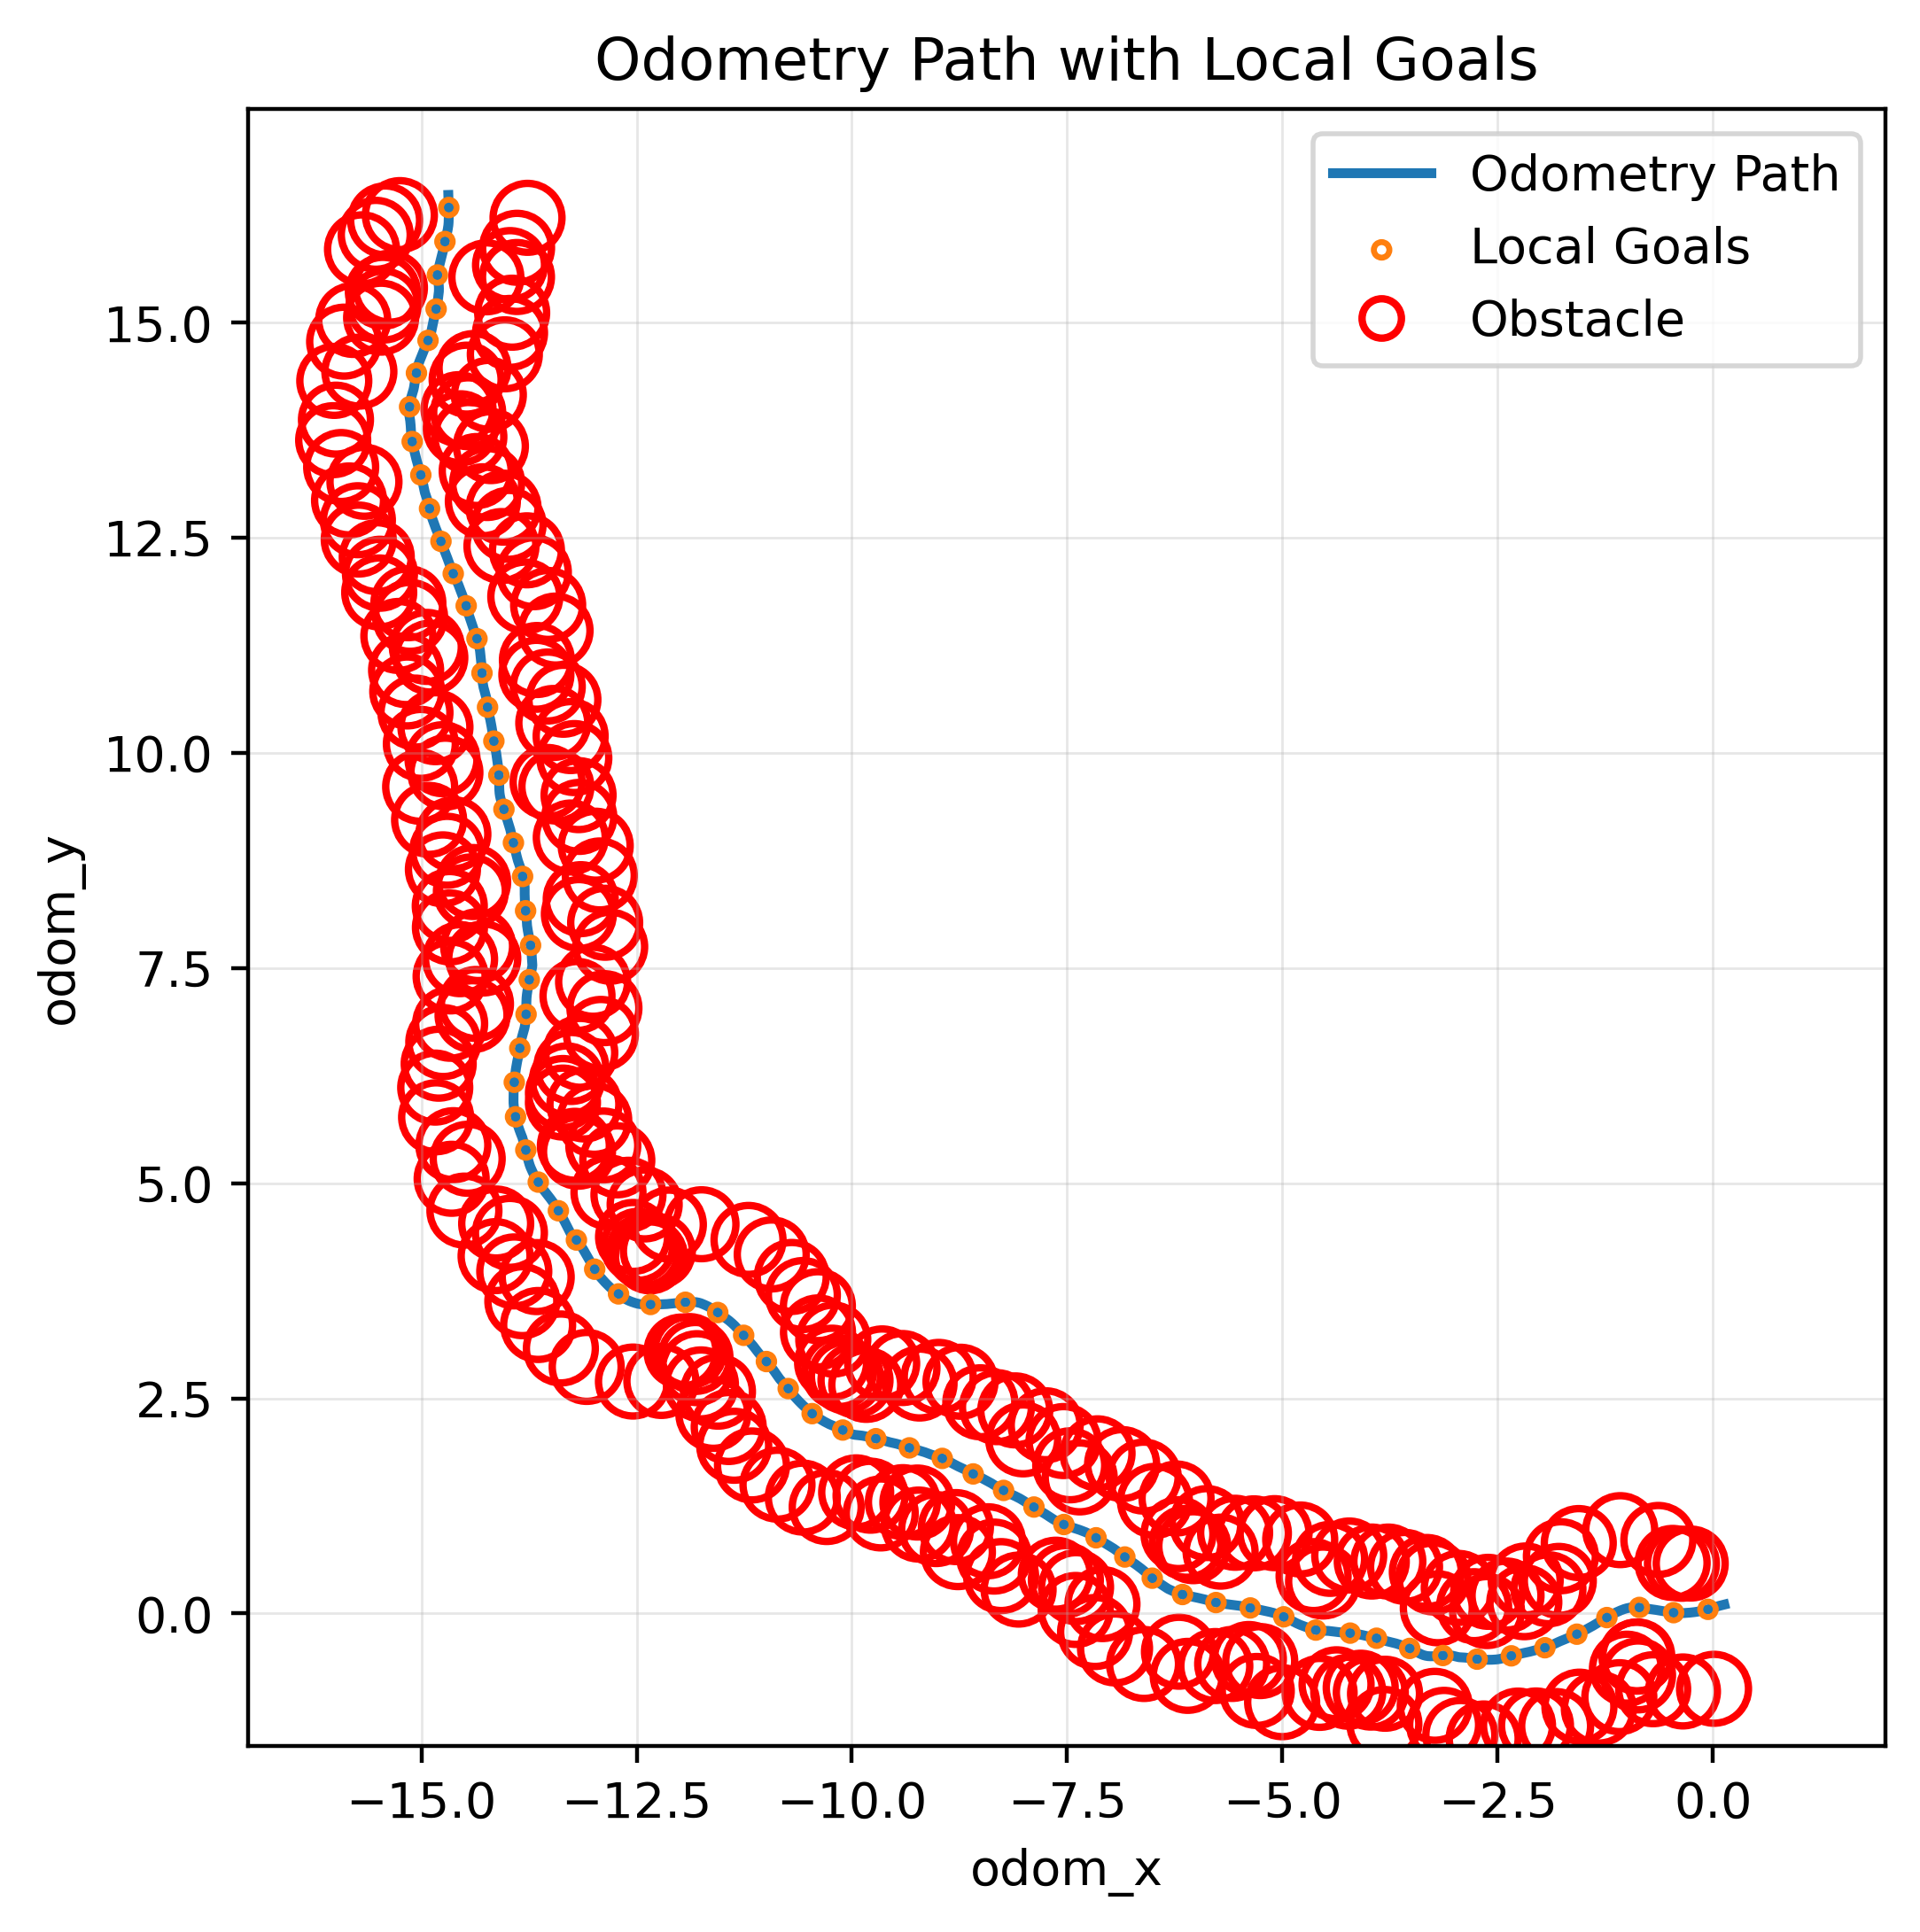 Odometry Path with Local Goals
Odometry Path
Local Goals
Obstacle
odom_y
15.0
12.5
10.0
7.5
5.0
2.5
0.0
−15.0 −12.5 −10.0 −7.5 −5.0 −2.5 0.0
odom_x